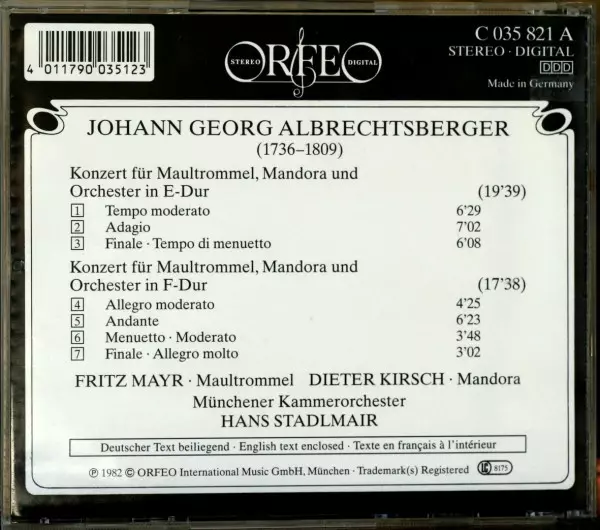 C 035 821 A
STEREO ORFEO DIGITAL
STEREO · DIGITAL
DDD
4 011790 035123
Made in Germany
JOHANN GEORG ALBRECHTSBERGER
(1736–1809)
Konzert für Maultrommel, Mandora und
Orchester in E-Dur (19'39)
1 Tempo moderato 6'29
2 Adagio 7'02
3 Finale · Tempo di menuetto 6'08
Konzert für Maultrommel, Mandora und
Orchester in F-Dur (17'38)
4 Allegro moderato 4'25
5 Andante 6'23
6 Menuetto · Moderato 3'48
7 Finale · Allegro molto 3'02
FRITZ MAYR · Maultrommel DIETER KIRSCH · Mandora
Münchener Kammerorchester
HANS STADLMAIR
Deutscher Text beiliegend · English text enclosed · Texte en français à l'intérieur
℗ 1982 © ORFEO International Music GmbH, München · Trademark(s) Registered LC 8175